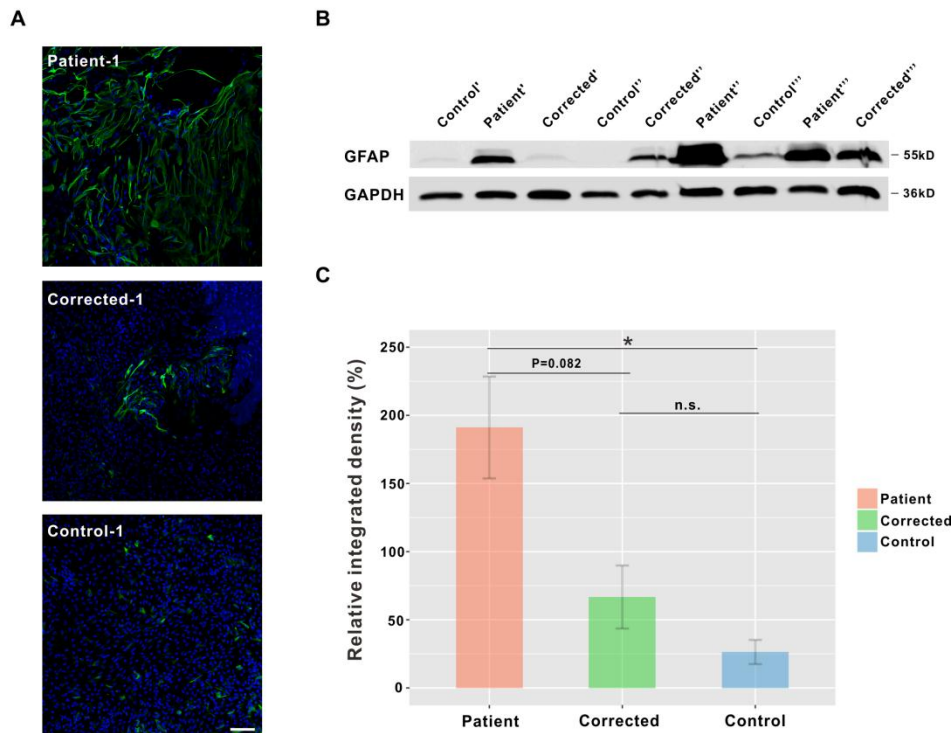 A
Patient-1
Corrected-1
Control-1
B
Control' Patient' Corrected' Control'' Corrected'' Patient'' Control''' Patient''' Corrected'''
GFAP
55kD
GAPDH
36kD
C
Relative integrated density (%)
250
200
150
100
50
0
*
P=0.082
n.s.
Patient Corrected Control
Patient
Corrected
Control